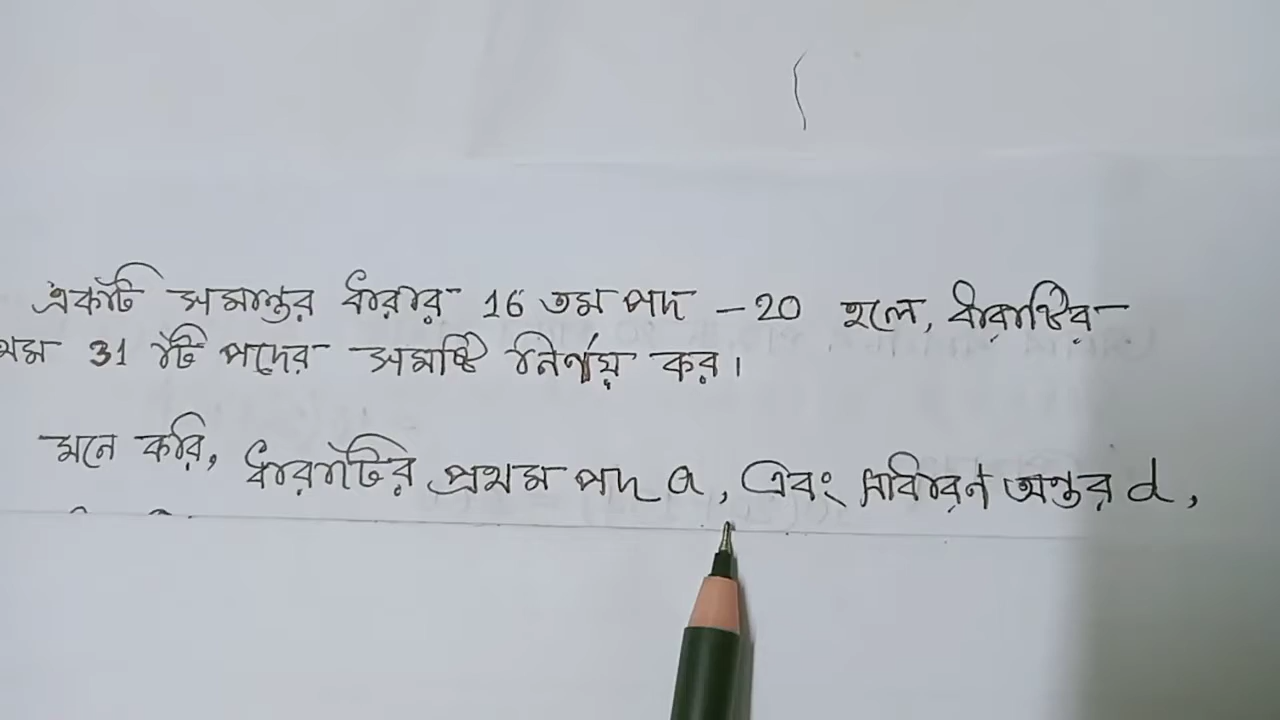 একটি সমান্তর ধারার 16 তম পদ -20 হলে, ধারাটির
থম 31 টি পদের সমষ্টি নির্ণয় কর।
মনে করি, ধারাটির প্রথম পদ a, এবং সাধারণ অন্তর d,